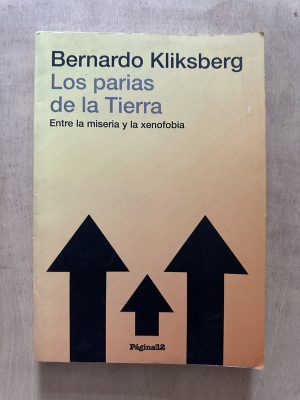 Bernardo Kliksberg
Los parias
de la Tierra
Entre la miseria y la xenofobia
Página12